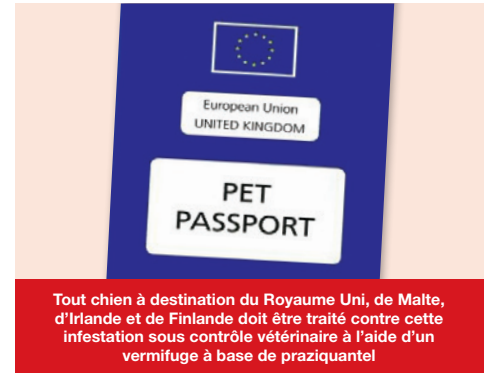 European Union
UNITED KINGDOM
PET
PASSPORT
Tout chien à destination du Royaume Uni, de Malte,
d'Irlande et de Finlande doit être traité contre cette
infestation sous contrôle vétérinaire à l'aide d'un
vermifuge à base de praziquantel